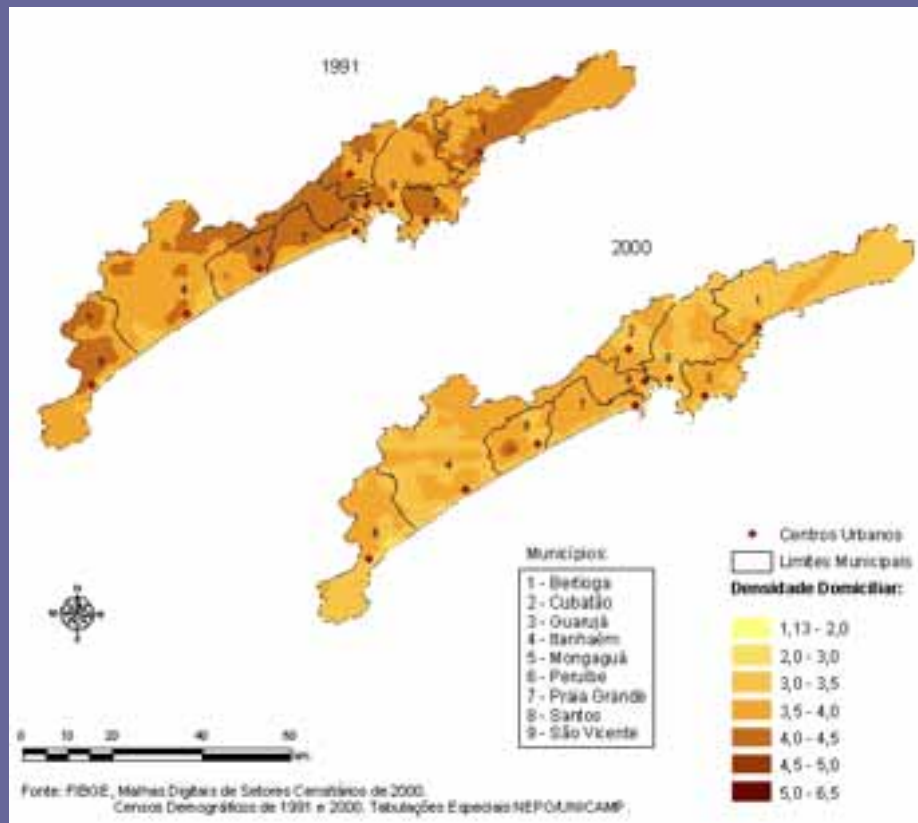 1991
2000
Municípios:
1 - Bertioga
2 - Cubatão
3 - Guarujá
4 - Itanhaém
5 - Mongaguá
6 - Peruíbe
7 - Praia Grande
8 - Santos
9 - São Vicente
Centros Urbanos
Limites Municipais
Densidade Domiciliar:
1,13 - 2,0
2,0 - 3,0
3,0 - 3,5
3,5 - 4,0
4,0 - 4,5
4,5 - 5,0
5,0 - 6,5
0 5 10 20 40 60
Fonte: FIBGE, Malhas Digitais de Setores Censitários de 2000.
Censos Demográficos de 1991 e 2000. Tabulações Especiais NEPO/UNICAMP.